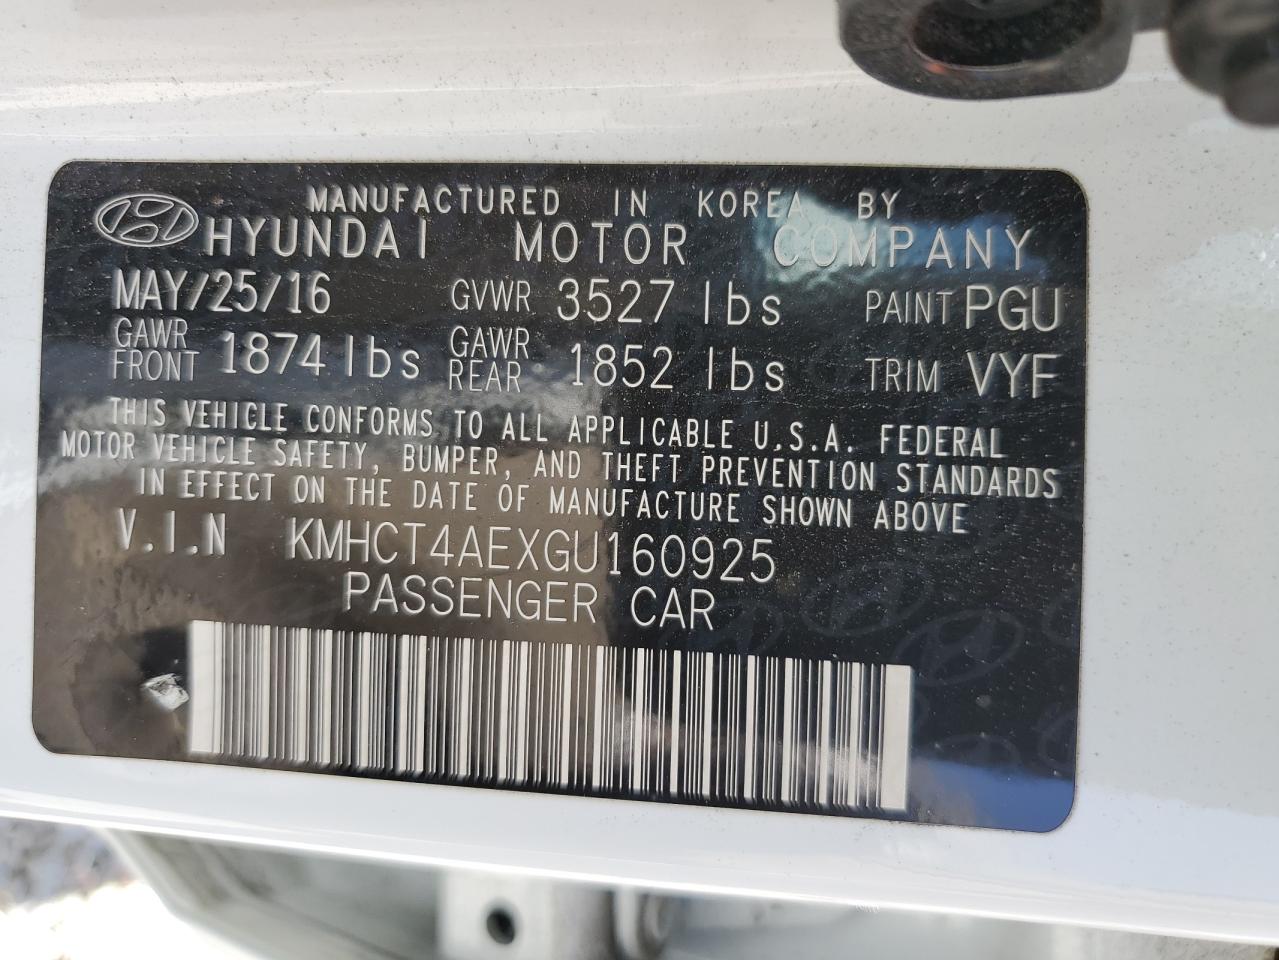 MANUFACTURED IN KOREA BY
HYUNDAI MOTOR COMPANY
MAY/25/16 GVWR 3527 lbs PAINT PGU
GAWR FRONT 1874 lbs GAWR REAR 1852 lbs TRIM VYF
THIS VEHICLE CONFORMS TO ALL APPLICABLE U.S.A. FEDERAL
MOTOR VEHICLE SAFETY, BUMPER, AND THEFT PREVENTION STANDARDS
IN EFFECT ON THE DATE OF MANUFACTURE SHOWN ABOVE
V.I.N KMHCT4AEXGU160925
PASSENGER CAR